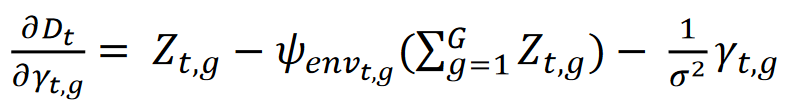 ∂D_t/∂γ_{t,g} = Z_{t,g} − ψ_{env_{t,g}}(∑_{g=1}^{G} Z_{t,g}) − 1/σ² γ_{t,g}